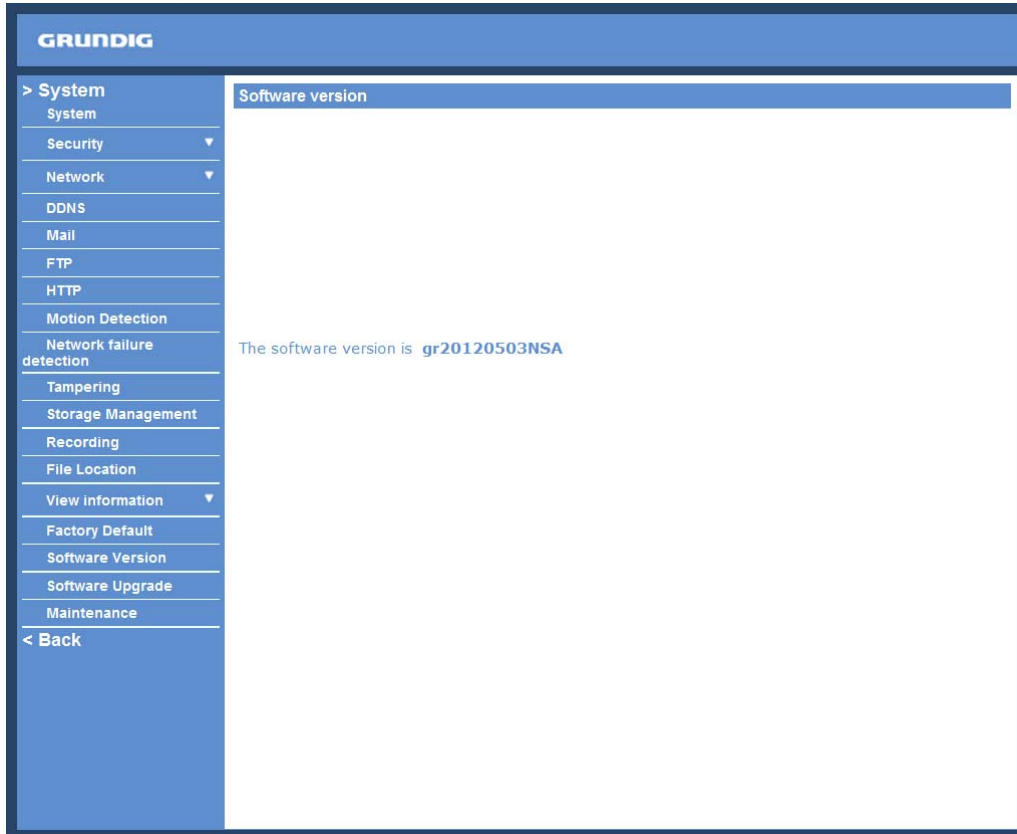 GRUNDIG
> System
System
Security
Network
DDNS
Mail
FTP
HTTP
Motion Detection
Network failure
detection
Tampering
Storage Management
Recording
File Location
View information
Factory Default
Software Version
Software Upgrade
Maintenance
< Back
Software version
The software version is gr20120503NSA